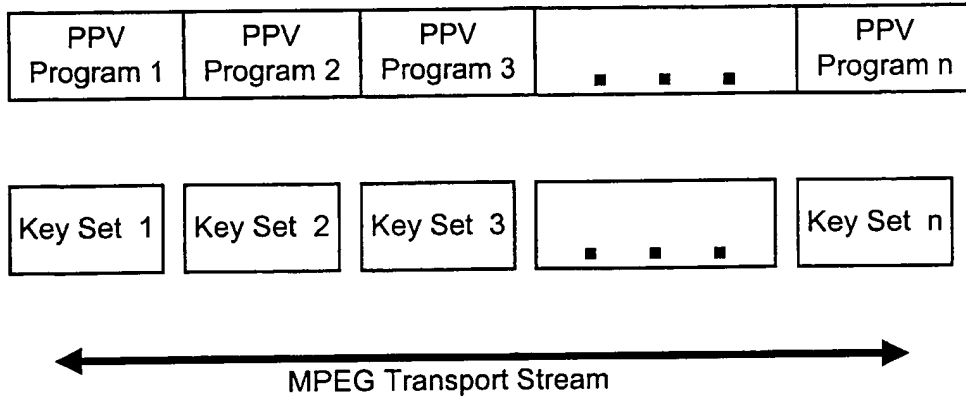 PPV
Program 1
PPV
Program 2
PPV
Program 3
. . .
PPV
Program n
Key Set 1
Key Set 2
Key Set 3
. . .
Key Set n
MPEG Transport Stream